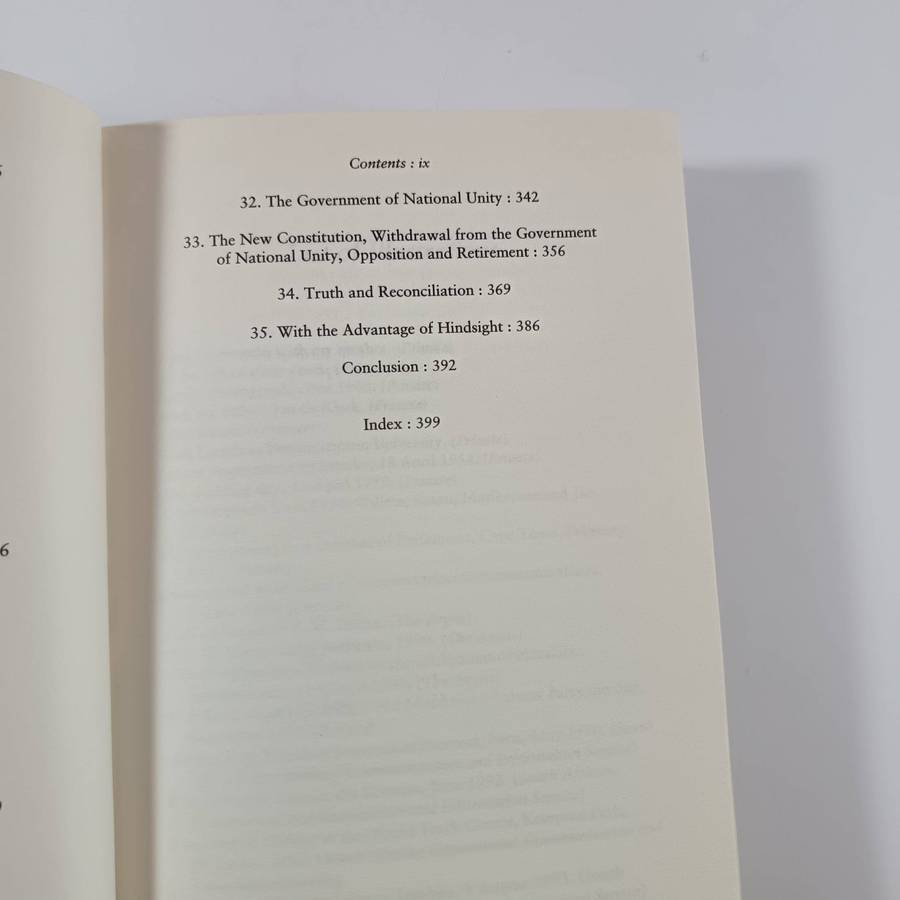 Contents : ix
32. The Government of National Unity : 342
33. The New Constitution, Withdrawal from the Government
of National Unity, Opposition and Retirement : 356
34. Truth and Reconciliation : 369
35. With the Advantage of Hindsight : 386
Conclusion : 392
Index : 399
6